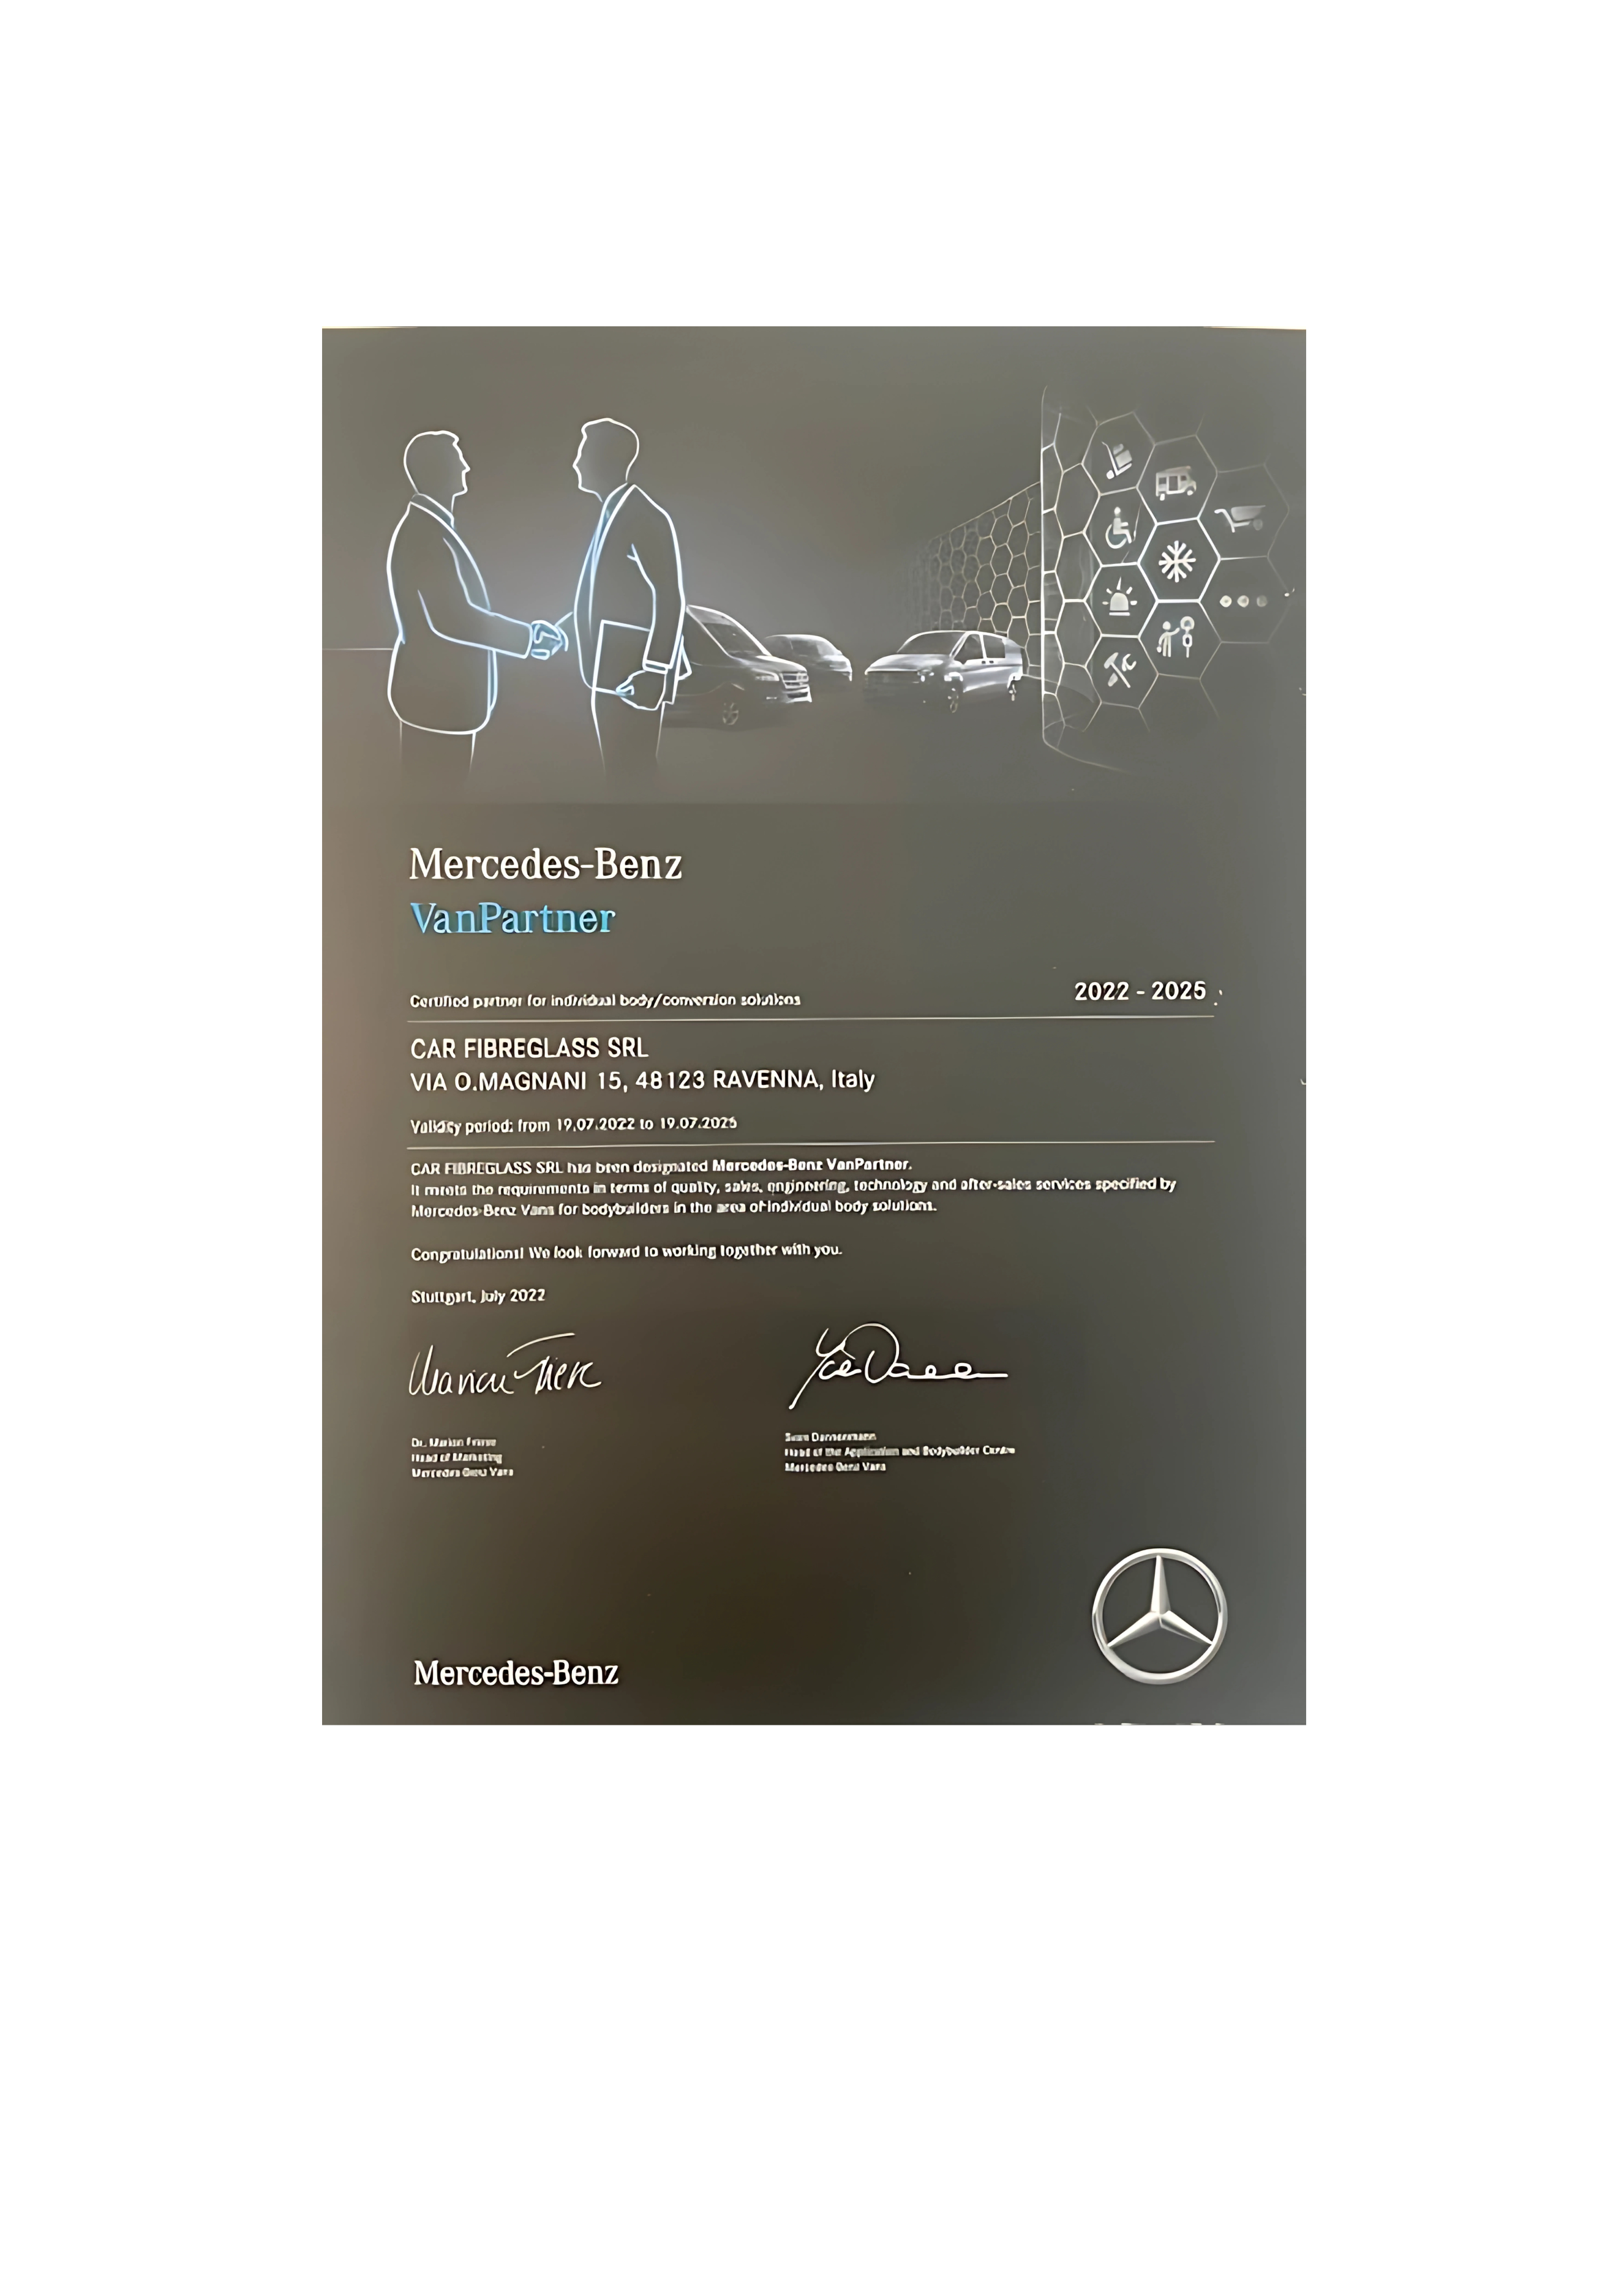 Mercedes-Benz
VanPartner
Certified partner for individual body/conversion solutions
2022 - 2025
CAR FIBREGLASS SRL
VIA O.MAGNANI 15, 48123 RAVENNA, Italy
Validity period: from 19.07.2022 to 19.07.2025
CAR FIBREGLASS SRL has been designated Mercedes-Benz VanPartner.
It meets the requirements in terms of quality, sales, engineering, technology and after-sales services specified by
Mercedes-Benz Vans for bodybuilders in the area of individual body solutions.
Congratulations! We look forward to working together with you.
Stuttgart, July 2022
Dr. Marion
Head of Marketing
Mercedes-Benz Vans
Head of the Application and Bodybuilder Centre
Mercedes-Benz Vans
Mercedes-Benz